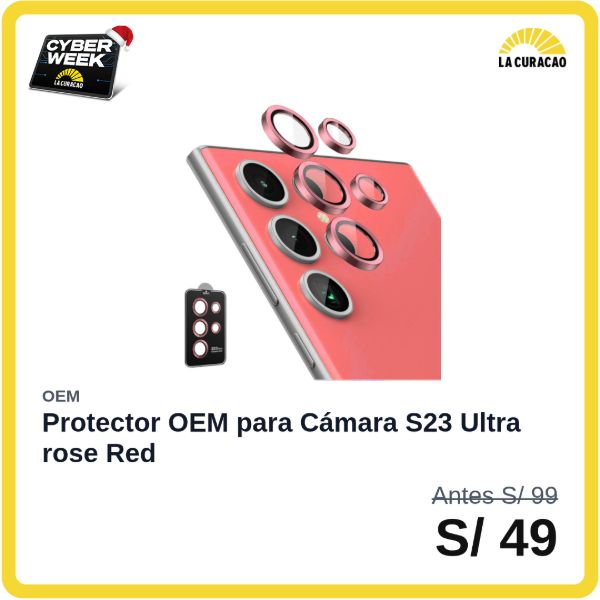 CYBER
WEEK
LA CURACAO
LA CURACAO
OEM
Protector OEM para Cámara S23 Ultra
rose Red
Antes S/ 99
S/ 49